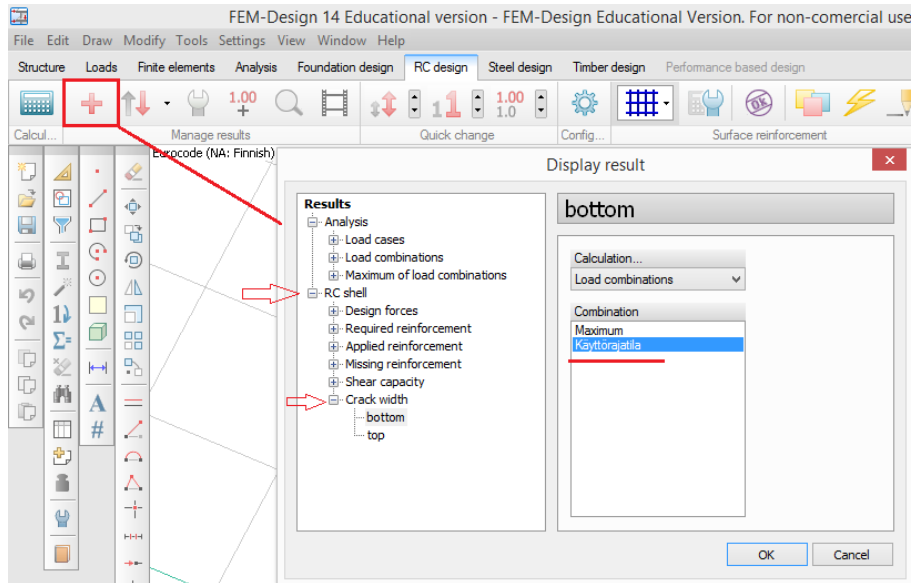 FEM-Design 14 Educational version - FEM-Design Educational Version. For non-comercial use
File Edit Draw Modify Tools Settings View Window Help
Structure Loads Finite elements Analysis Foundation design RC design Steel design Timber design Performance based design
1.00
1 1.00
1.0
OK
Calcul... Manage results Quick change Config... Surface reinforcement
Eurocode (NA: Finnish)
Display result
Results
Analysis
Load cases
Load combinations
Maximum of load combinations
RC shell
Design forces
Required reinforcement
Applied reinforcement
Missing reinforcement
Shear capacity
Crack width
bottom
top
bottom
Calculation...
Load combinations
Combination
Maximum
Käyttörajatila
A
#
OK Cancel